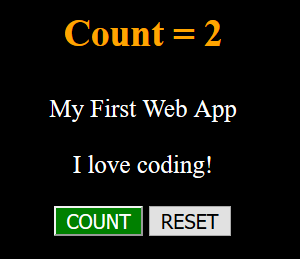 Count = 2
My First Web App
I love coding!
COUNT RESET